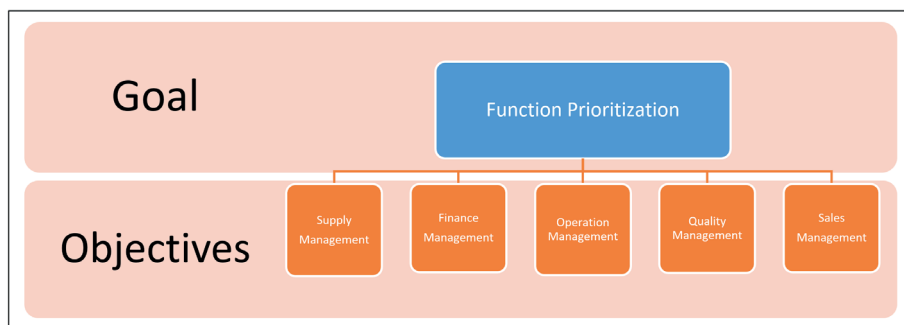 Goal
Function Prioritization
Objectives
Supply
Management
Finance
Management
Operation
Management
Quality
Management
Sales
Management